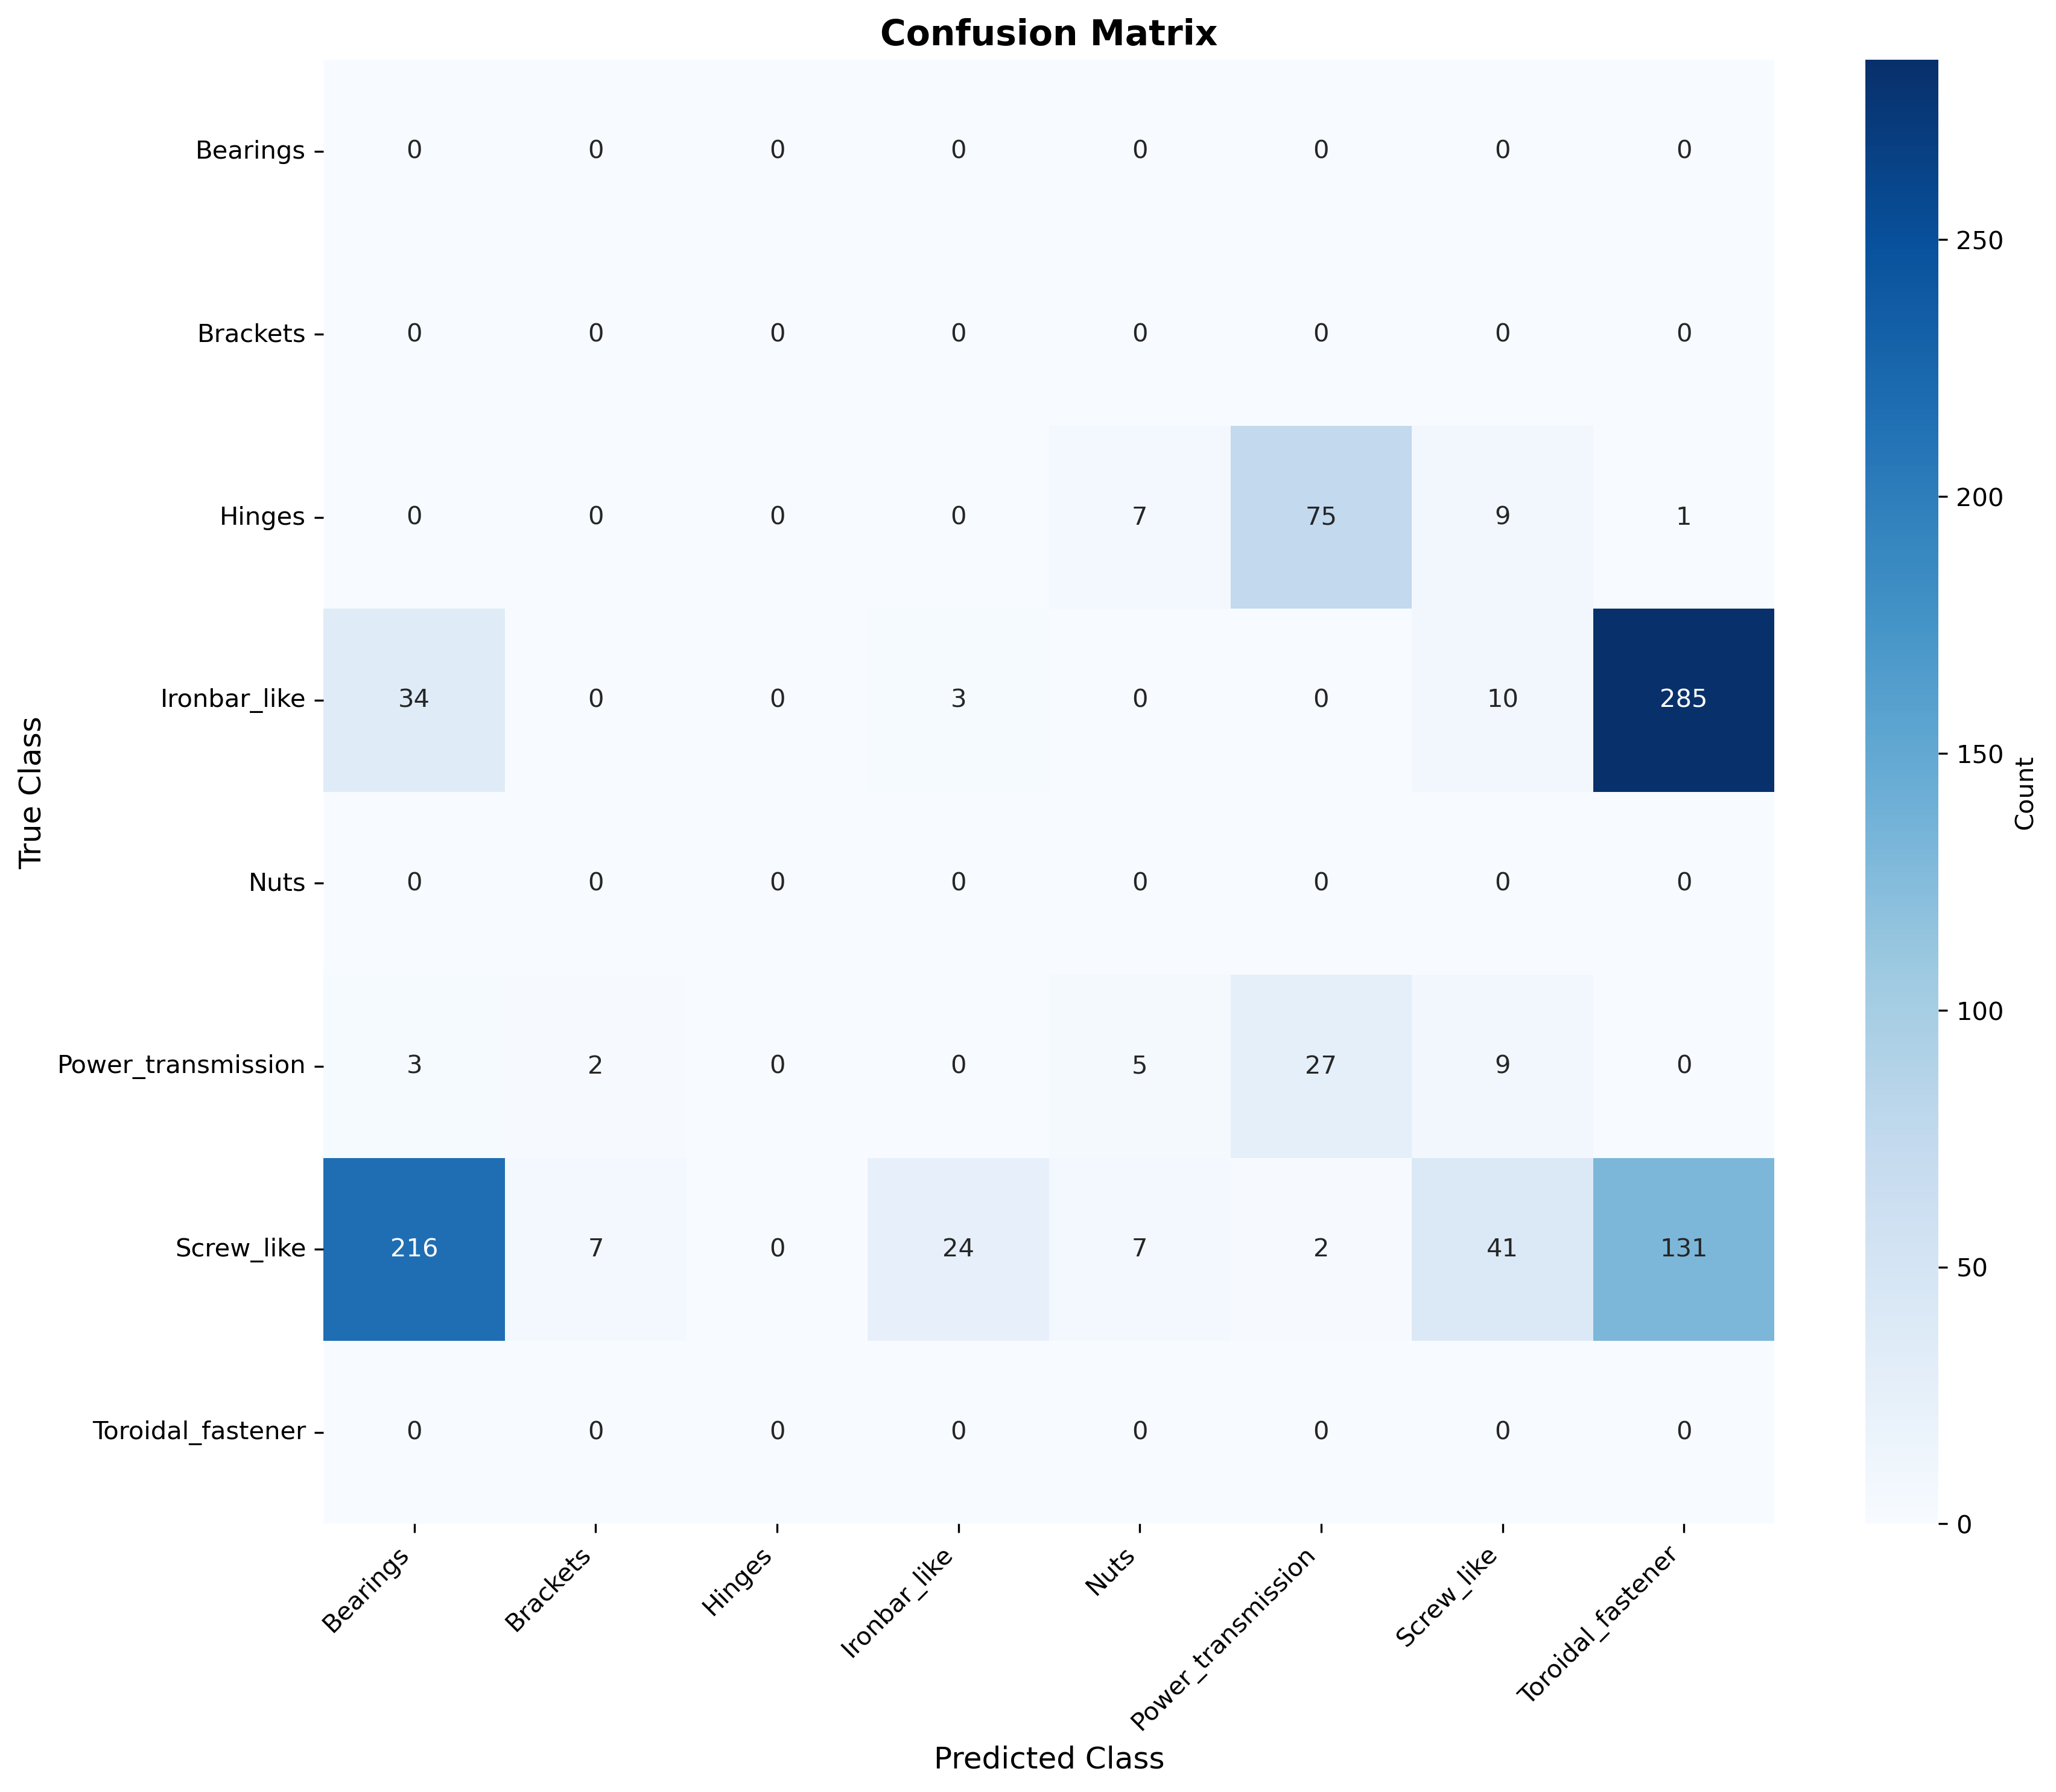 Confusion Matrix
Bearings 0 0 0 0 0 0 0 0
Brackets 0 0 0 0 0 0 0 0
Hinges 0 0 0 0 7 75 9 1
Ironbar_like 34 0 0 3 0 0 10 285
Nuts 0 0 0 0 0 0 0 0
Power_transmission 3 2 0 0 5 27 9 0
Screw_like 216 7 0 24 7 2 41 131
Toroidal_fastener 0 0 0 0 0 0 0 0
True Class
Bearings Brackets Hinges Ironbar_like Nuts Power_transmission Screw_like Toroidal_fastener
Predicted Class
250
200
150
100
50
0
Count